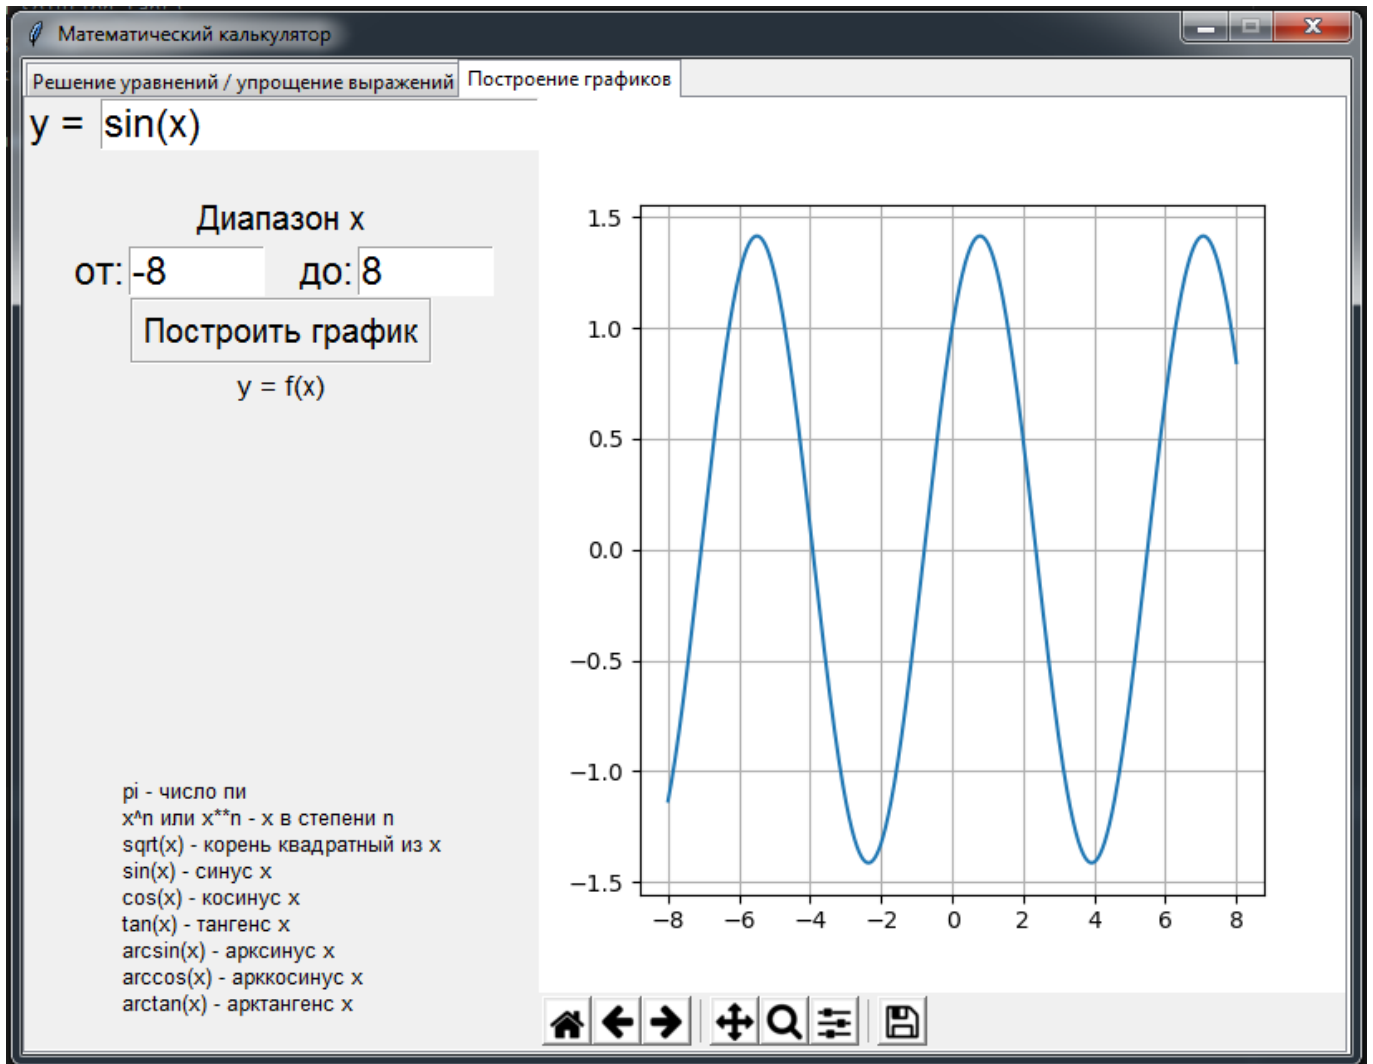 Математический калькулятор
Решение уравнений / упрощение выражений Построение графиков
y = sin(x)
Диапазон x
от: -8 до: 8
Построить график
y = f(x)
pi - число пи
x^n или x**n - x в степени n
sqrt(x) - корень квадратный из x
sin(x) - синус x
cos(x) - косинус x
tan(x) - тангенс x
arcsin(x) - арксинус x
arccos(x) - арккосинус x
arctan(x) - арктангенс x
1.5
1.0
0.5
0.0
−0.5
−1.0
−1.5
−8 −6 −4 −2 0 2 4 6 8